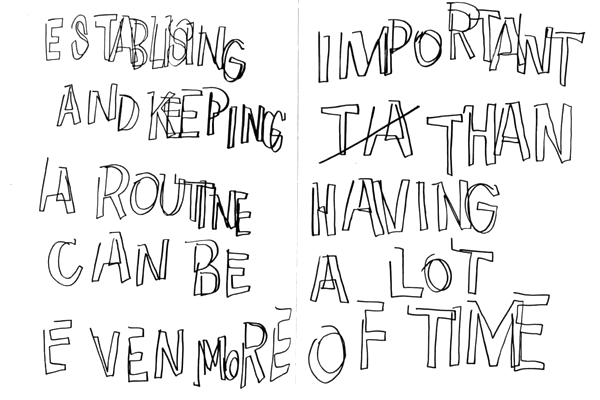 ESTABLISING
AND KEEPING
A ROUTINE
CAN BE
EVEN MORE
IMPORTANT
TA THAN
HAVING
A LOT
OF TIME